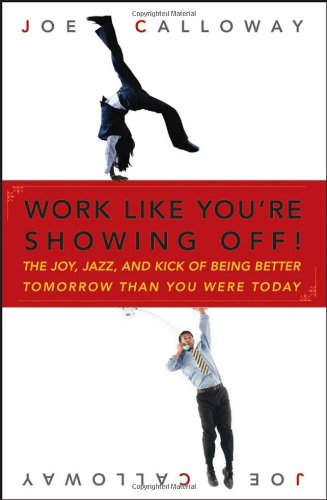 JOE CALLOWAY
WORK LIKE YOU'RE
SHOWING OFF!
THE JOY, JAZZ, AND KICK OF BEING BETTER
TOMORROW THAN YOU WERE TODAY
JOE CALLOWAY